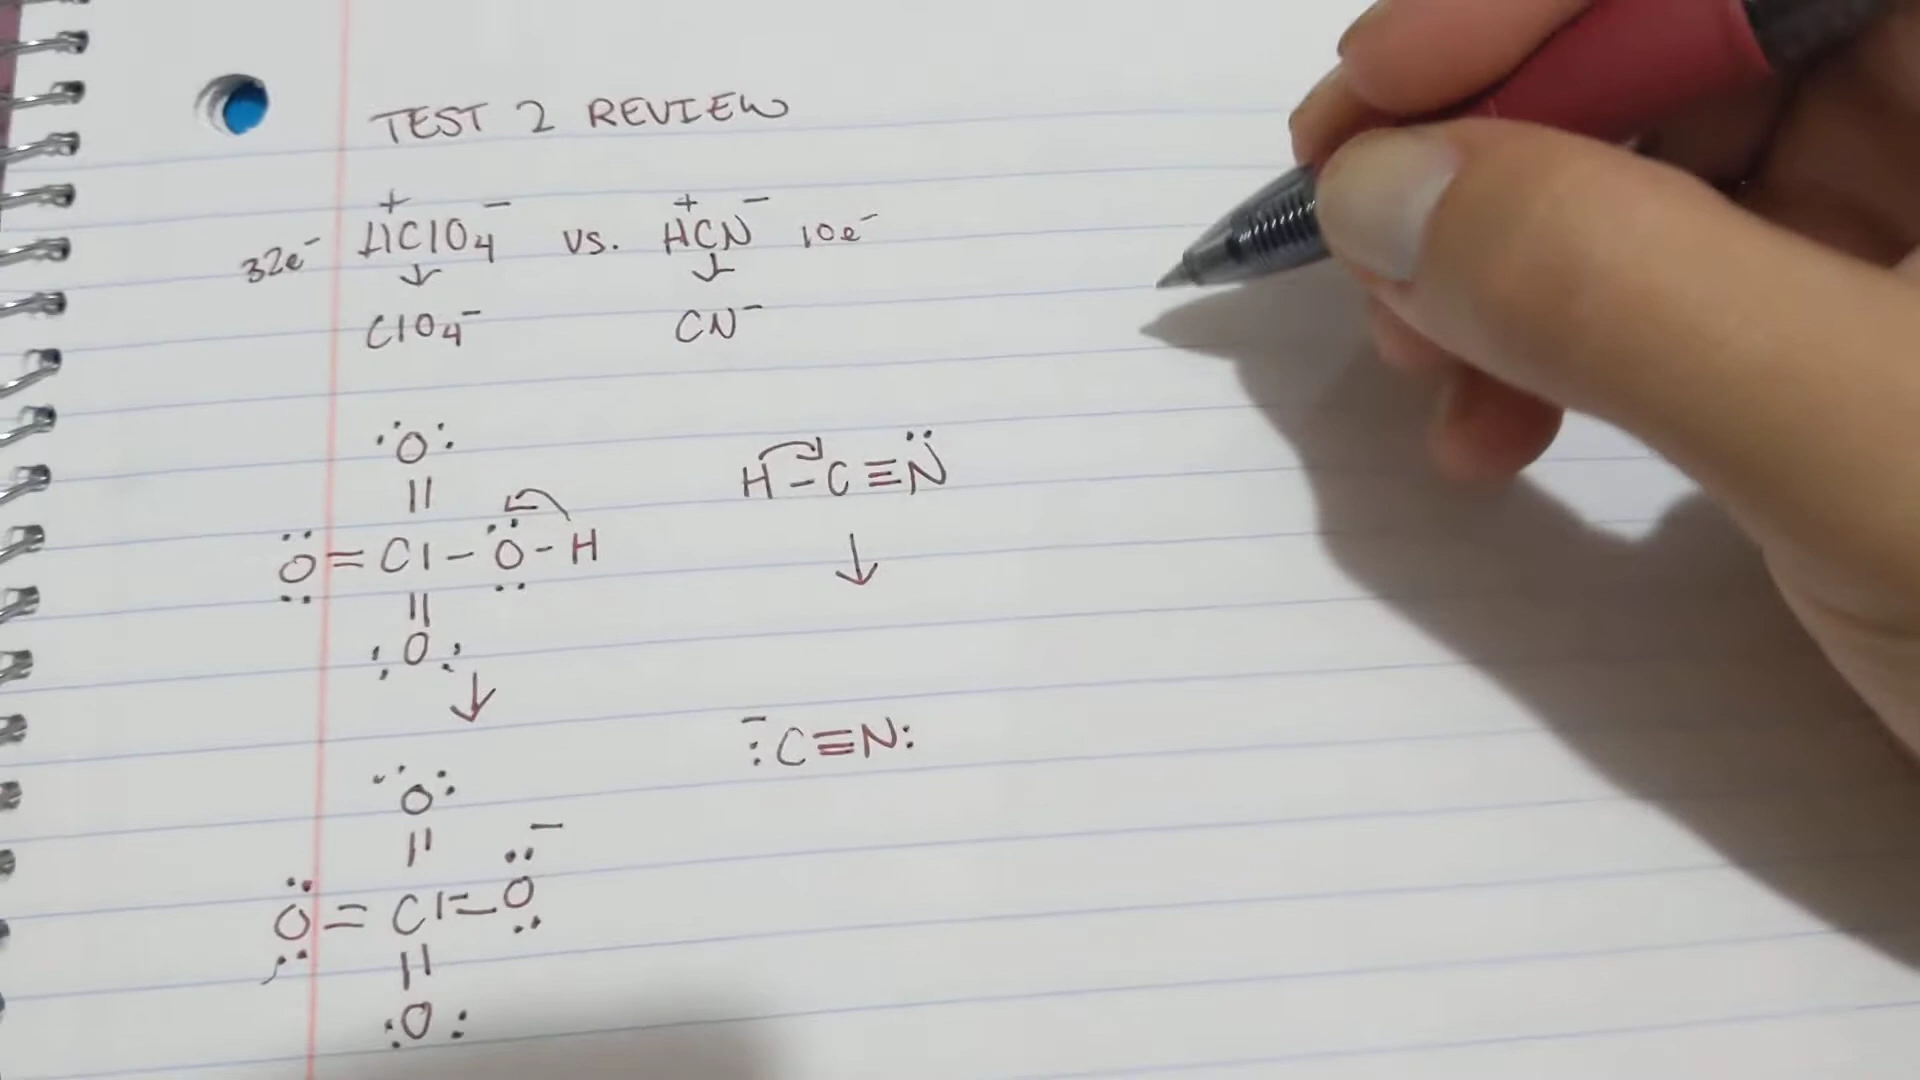 TEST 2 REVIEW
+ − + −
32e⁻ HClO₄ vs. HCN 10e⁻
↓ ↓
ClO₄⁻ CN⁻
:Ö:
||
Ö = Cl − Ö − H
||
:O:
↓
H − C ≡ N̈
↓
:Ö:
||
Ö = Cl = Ö⁻
||
:O:
⁻:C ≡ N: